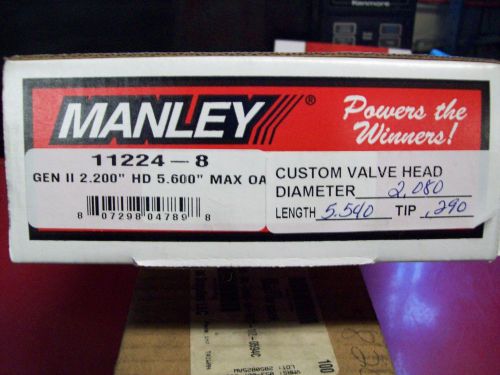 Kenmore
MANLEY®
Powers the
Winners!
11224-8
GEN II 2.200" HD 5.600" MAX OA
8 07298 04789 8
CUSTOM VALVE HEAD
DIAMETER 2.080
LENGTH 5.540 TIP .290